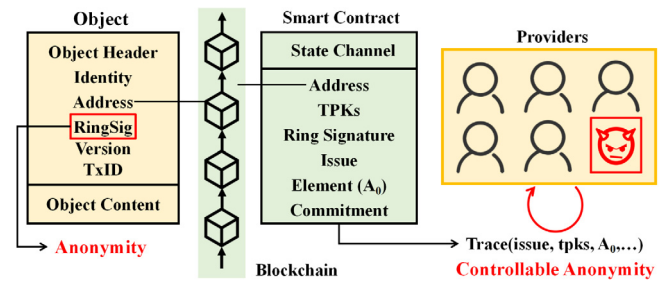 Object
Object Header
Identity
Address
RingSig
Version
TxID
Object Content
Anonymity
Blockchain
Smart Contract
State Channel
Address
TPKs
Ring Signature
Issue
Element (A₀)
Commitment
Providers
Trace(issue, tpks, A₀,...)
Controllable Anonymity